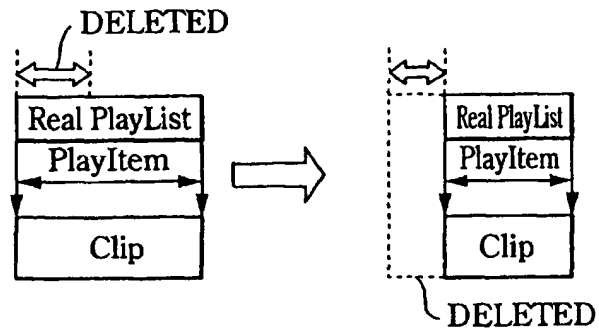 DELETED
Real PlayList
PlayItem
Clip
Real PlayList
PlayItem
Clip
DELETED